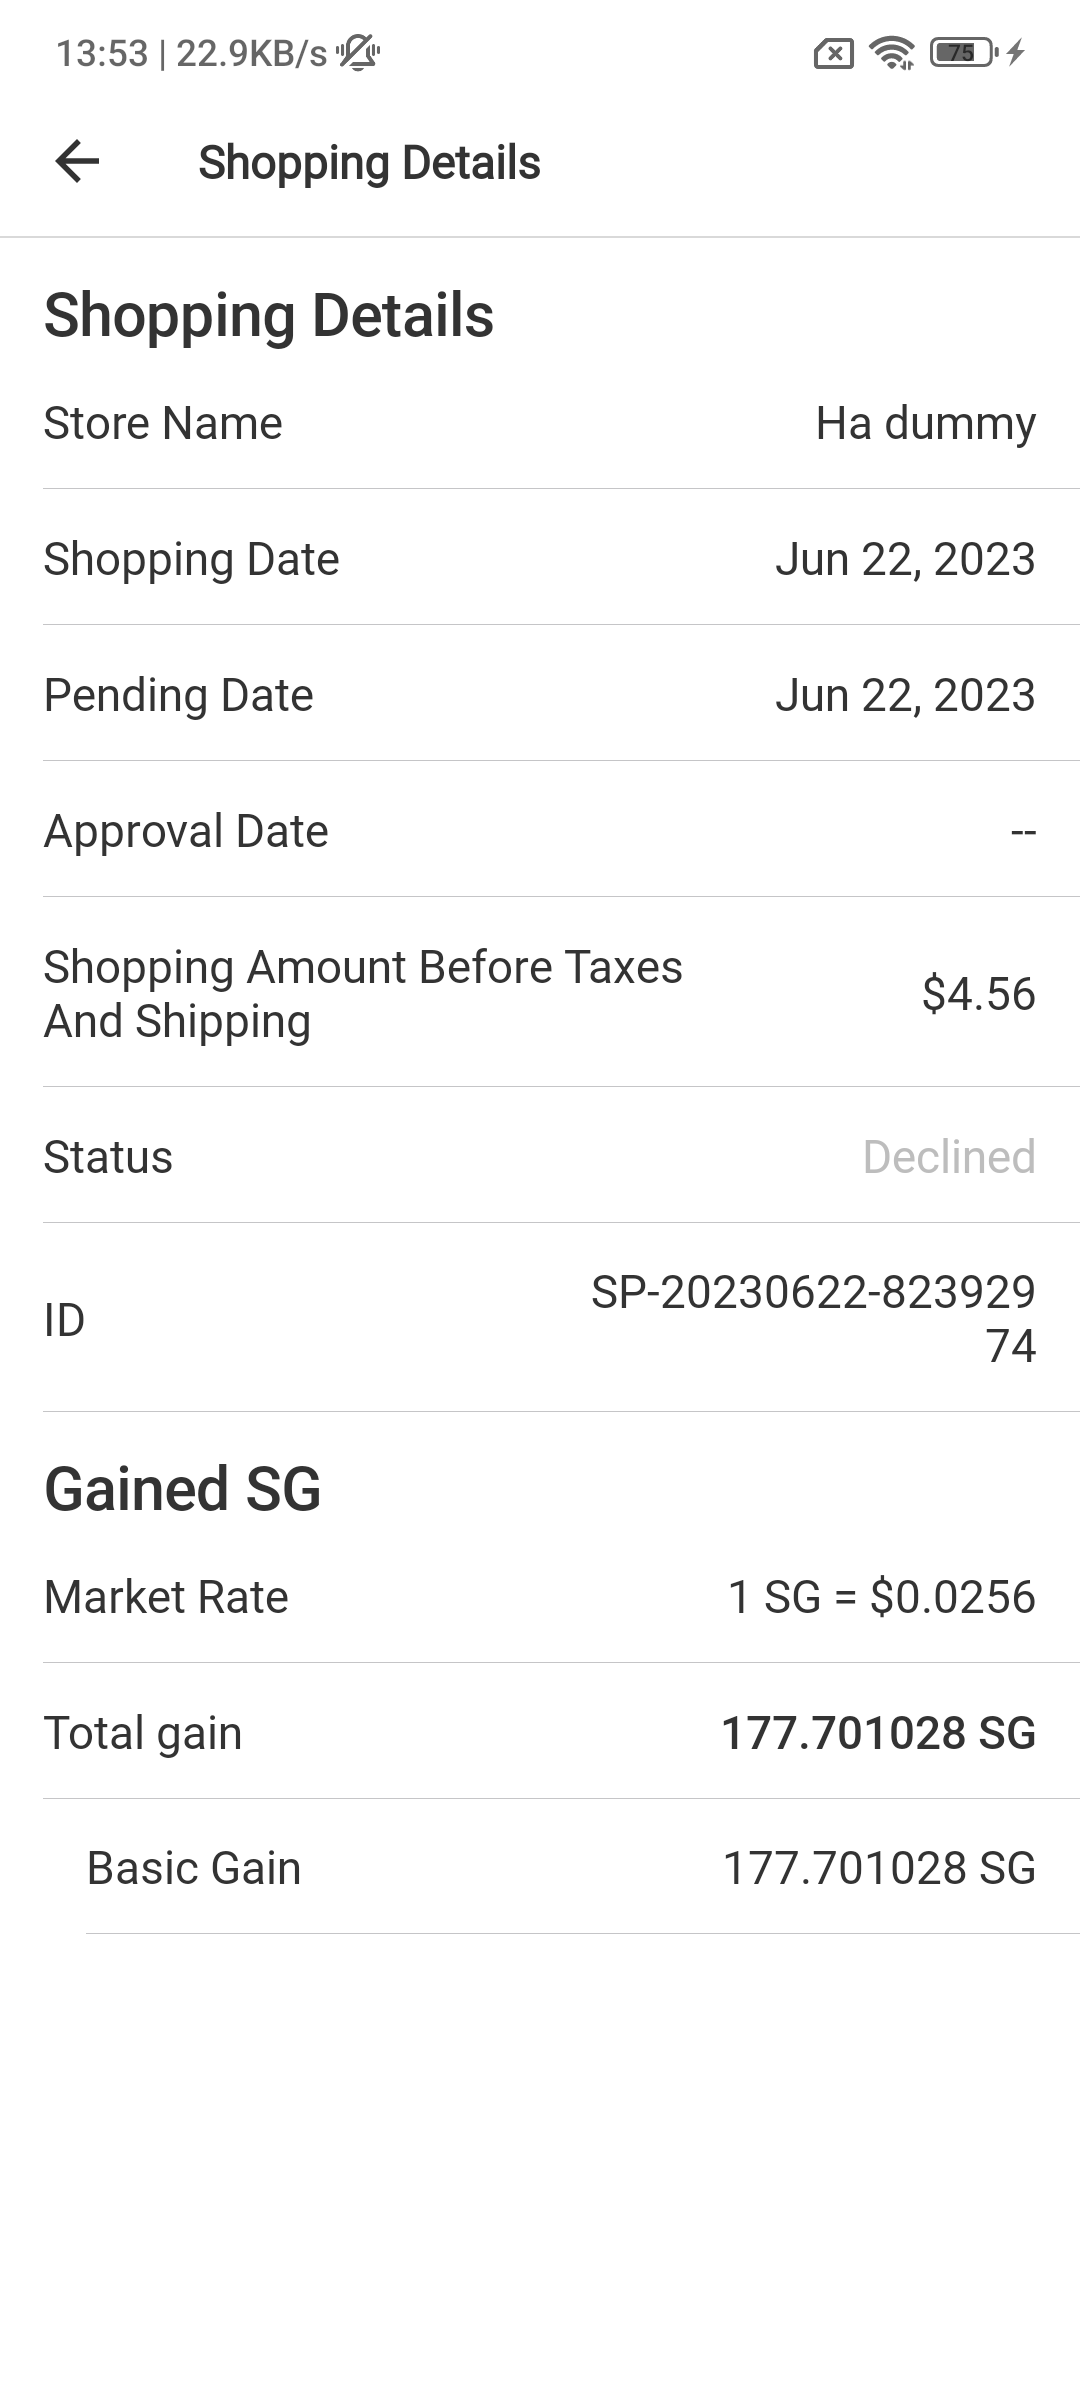 13:53 | 22.9KB/s
75
Shopping Details
Shopping Details
Store Name Ha dummy
Shopping Date Jun 22, 2023
Pending Date Jun 22, 2023
Approval Date --
Shopping Amount Before Taxes
And Shipping $4.56
Status Declined
ID SP-20230622-823929
74
Gained SG
Market Rate 1 SG = $0.0256
Total gain 177.701028 SG
Basic Gain 177.701028 SG